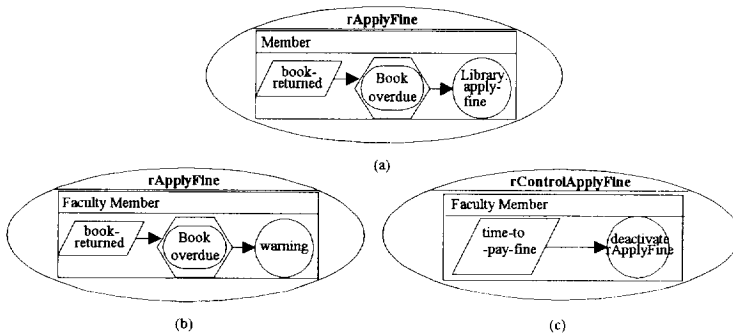 rApplyFine
Member
book-
returned
Book
overdue
Library.
apply-
fine
(a)
rApplyFine
Faculty Member
book-
returned
Book
overdue
warning
(b)
rControlApplyFine
Faculty Member
time-to
-pay-fine
deactivate
rApplyFine
(c)